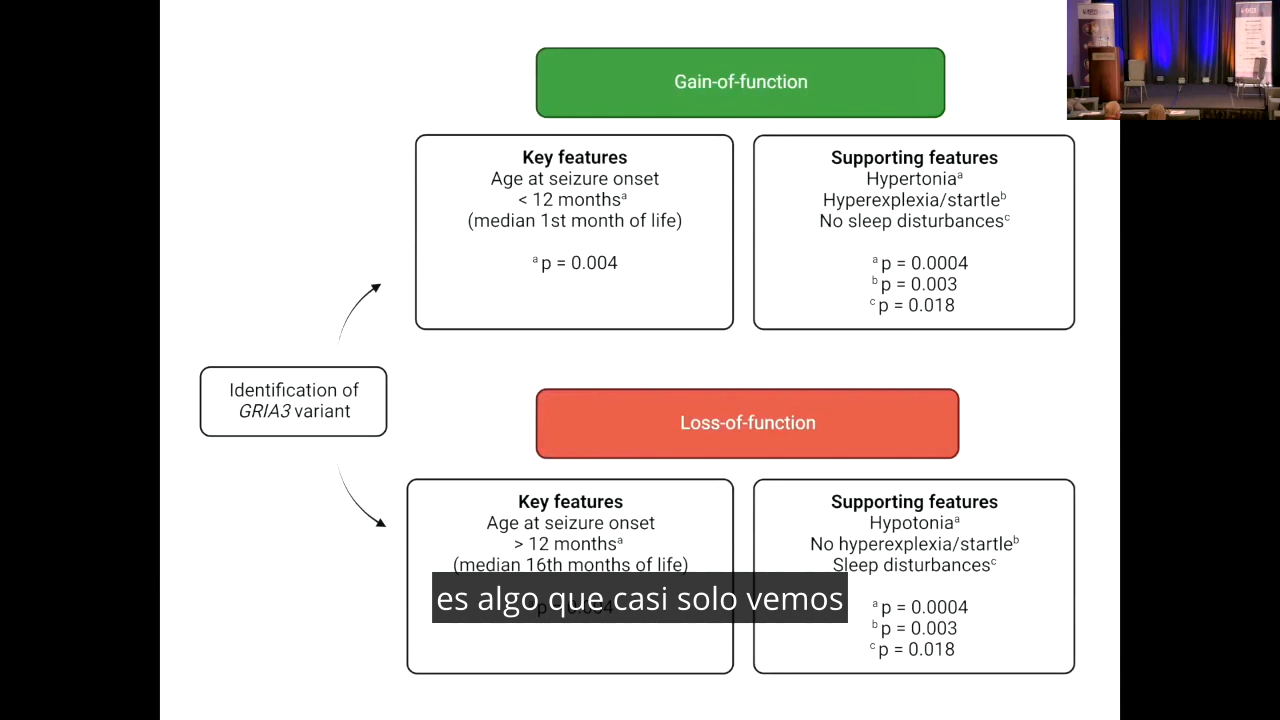 Gain-of-function
Key features
Age at seizure onset
< 12 monthsᵃ
(median 1st month of life)
ᵃ p = 0.004
Supporting features
Hypertoniaᵃ
Hyperexplexia/startleᵇ
No sleep disturbancesᶜ
ᵃ p = 0.0004
ᵇ p = 0.003
ᶜ p = 0.018
Identification of
GRIA3 variant
Loss-of-function
Key features
Age at seizure onset
> 12 monthsᵃ
(median 16th months of life)
Supporting features
Hypotoniaᵃ
No hyperexplexia/startleᵇ
Sleep disturbancesᶜ
ᵃ p = 0.0004
ᵇ p = 0.003
ᶜ p = 0.018
es algo que casi solo vemos